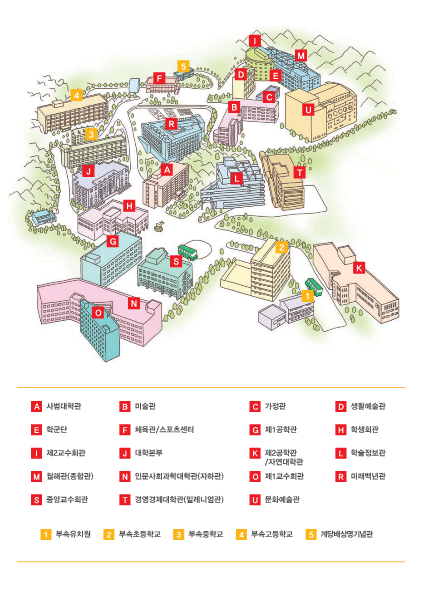 I
M
5
F
D
E
4
C
B
U
R
3
J
A
L
T
H
G
2
S
K
N
1
O
A 사범대학관
B 미술관
C 가정관
D 생활예술관
E 학군단
F 체육관/스포츠센터
G 제1공학관
H 학생회관
I 제2교수회관
J 대학본부
K 제2공학관
/자연대학관
L 학술정보관
M 월해관(종합관)
N 인문사회과학대학관(자하관)
O 제1교수회관
R 미래백년관
S 중앙교수회관
T 경영경제대학관(밀레니엄관)
U 문화예술관
1 부속유치원
2 부속초등학교
3 부속중학교
4 부속고등학교
5 계당배상명기념관